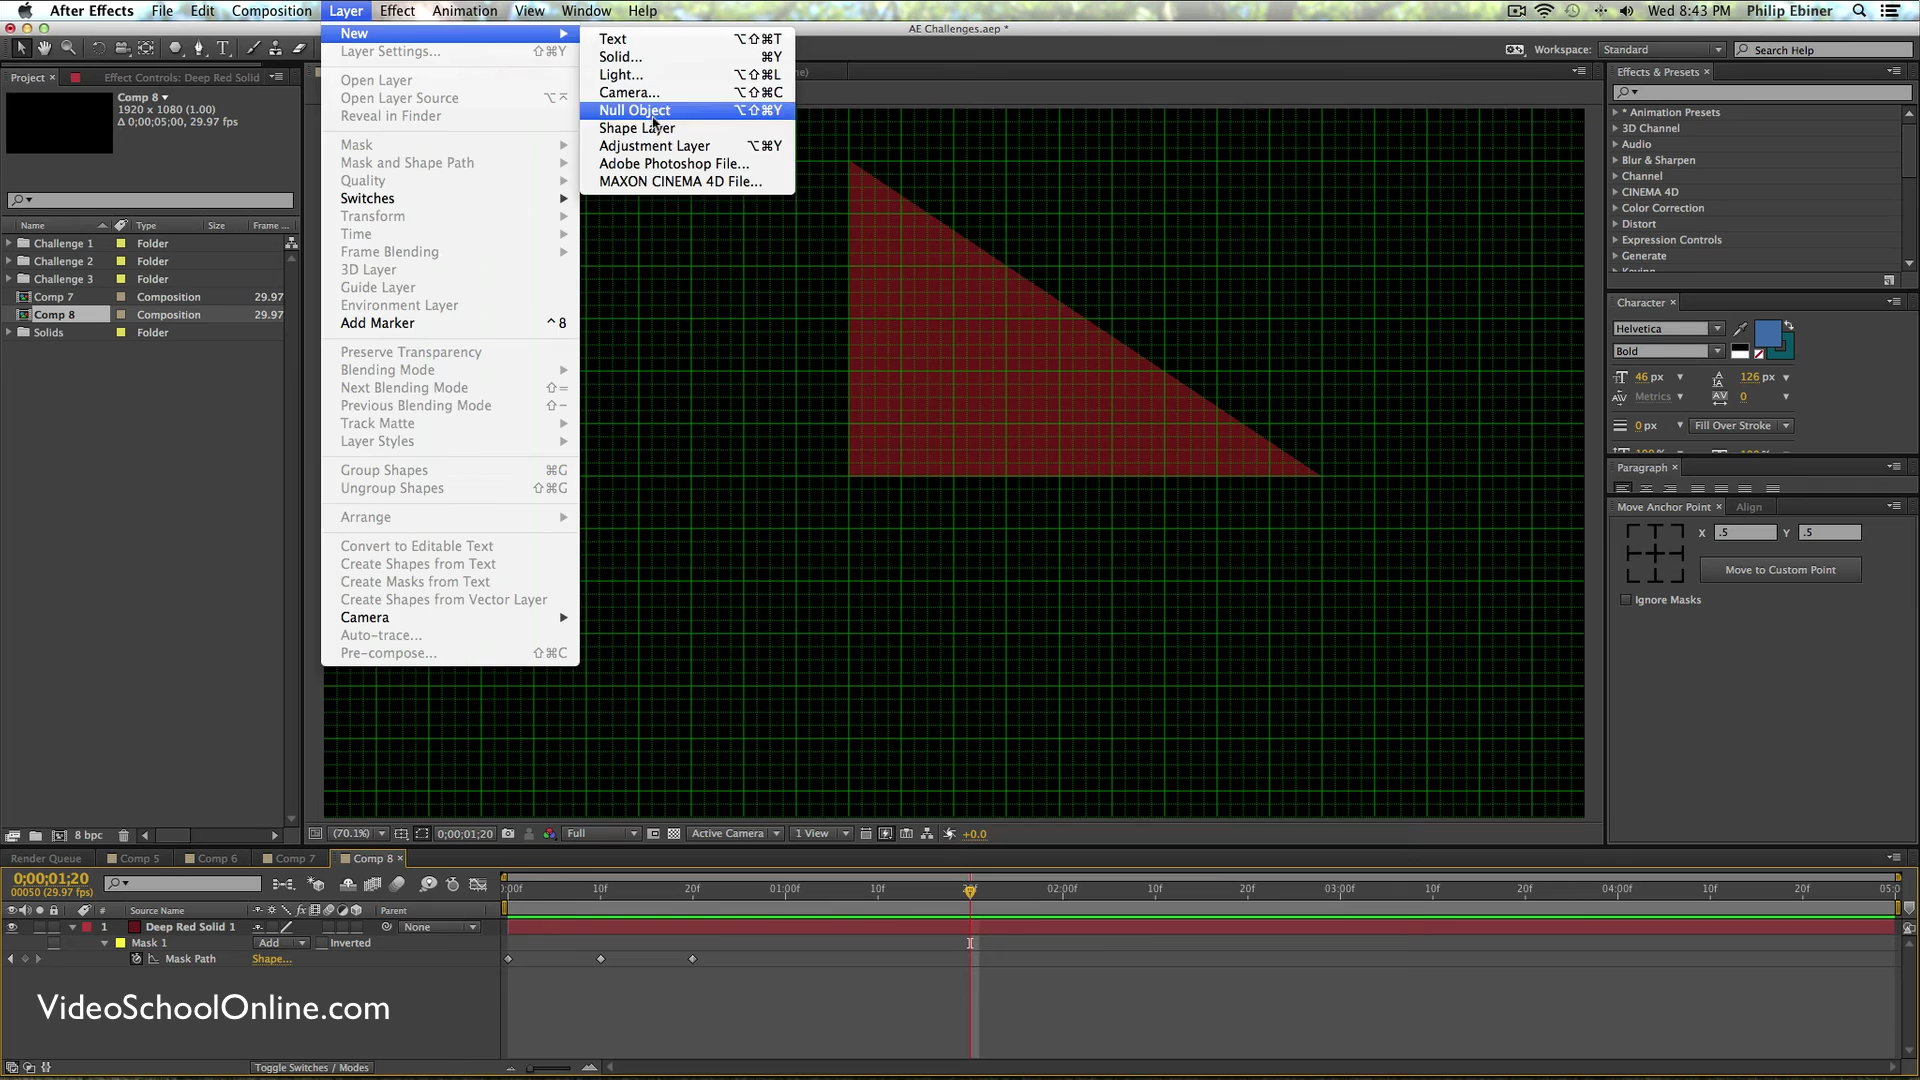 After Effects File Edit Composition Layer Effect Animation View Window Help Wed 8:43 PM Philip Ebiner
AE Challenges.aep *
Workspace: Standard Search Help
Project × Effect Controls: Deep Red Solid
Comp 8
1920 x 1080 (1.00)
Δ 0;00;05;00, 29.97 fps
Name Type Size Frame ...
Challenge 1 Folder
Challenge 2 Folder
Challenge 3 Folder
Comp 7 Composition 29.97
Comp 8 Composition 29.97
Solids Folder
8 bpc
New
Layer Settings... ⇧⌘Y
Open Layer
Open Layer Source
Reveal in Finder
Mask
Mask and Shape Path
Quality
Switches
Transform
Time
Frame Blending
3D Layer
Guide Layer
Environment Layer
Add Marker ^8
Preserve Transparency
Blending Mode
Next Blending Mode ⇧=
Previous Blending Mode ⇧-
Track Matte
Layer Styles
Group Shapes ⌘G
Ungroup Shapes ⇧⌘G
Arrange
Convert to Editable Text
Create Shapes from Text
Create Masks from Text
Create Shapes from Vector Layer
Camera
Auto-trace...
Pre-compose... ⇧⌘C
Text ⌥⇧⌘T
Solid... ⌘Y
Light... ⌥⇧⌘L
Camera... ⌥⇧⌘C
Null Object ⌥⇧⌘Y
Shape Layer
Adjustment Layer ⌥⌘Y
Adobe Photoshop File...
MAXON CINEMA 4D File...
Effects & Presets ×
* Animation Presets
3D Channel
Audio
Blur & Sharpen
Channel
CINEMA 4D
Color Correction
Distort
Expression Controls
Generate
Character ×
Helvetica
Bold
46 px 126 px
Metrics 0
0 px Fill Over Stroke
Paragraph ×
Move Anchor Point × Align
X .5 Y .5
Move to Custom Point
Ignore Masks
(70.1%) 0;00;01;20 Full Active Camera 1 View +0.0
Render Queue Comp 5 Comp 6 Comp 7 Comp 8 ×
0;00;01;20
00050 (29.97 fps)
:00f 10f 20f 01:00f 10f 02:00f 10f 20f 03:00f 10f 20f 04:00f 10f 20f 05:0
# Source Name Parent
1 Deep Red Solid 1 None
Mask 1 Add Inverted
Mask Path Shape...
VideoSchoolOnline.com
Toggle Switches / Modes